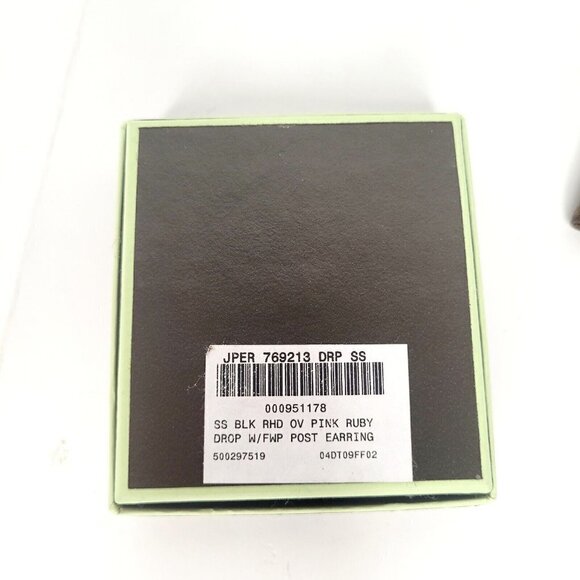 JPER 769213 DRP SS
000951178
SS BLK RHD OV PINK RUBY
DROP W/FWP POST EARRING
500297519 04DT09FF02